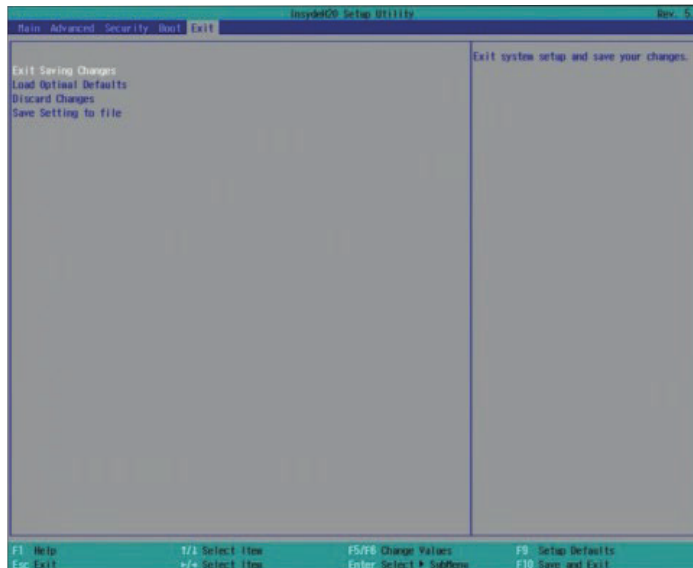 InsydeH20 Setup Utility Rev. 5
Main Advanced Security Boot Exit
Exit system setup and save your changes.
Exit Saving Changes
Load Optimal Defaults
Discard Changes
Save Setting to file
F1 Help ↑/↓ Select Item F5/F6 Change Values F9 Setup Defaults
Esc Exit ←/→ Select Item Enter Select ▶ SubMenu F10 Save and Exit